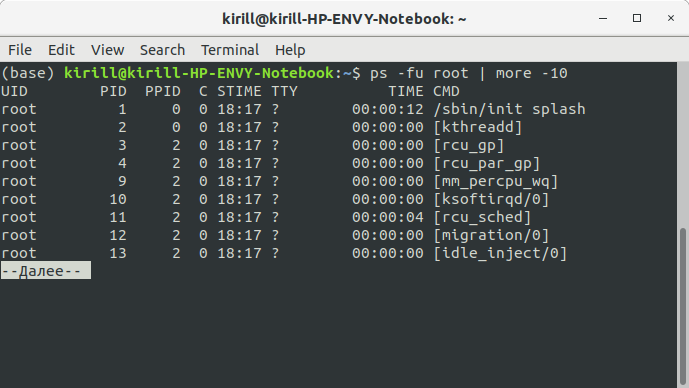 kirill@kirill-HP-ENVY-Notebook: ~
File Edit View Search Terminal Help
(base) kirill@kirill-HP-ENVY-Notebook:~$ ps -fu root | more -10
UID        PID  PPID  C STIME TTY          TIME CMD
root         1     0  0 18:17 ?        00:00:12 /sbin/init splash
root         2     0  0 18:17 ?        00:00:00 [kthreadd]
root         3     2  0 18:17 ?        00:00:00 [rcu_gp]
root         4     2  0 18:17 ?        00:00:00 [rcu_par_gp]
root         9     2  0 18:17 ?        00:00:00 [mm_percpu_wq]
root        10     2  0 18:17 ?        00:00:00 [ksoftirqd/0]
root        11     2  0 18:17 ?        00:00:04 [rcu_sched]
root        12     2  0 18:17 ?        00:00:00 [migration/0]
root        13     2  0 18:17 ?        00:00:00 [idle_inject/0]
--Далее--